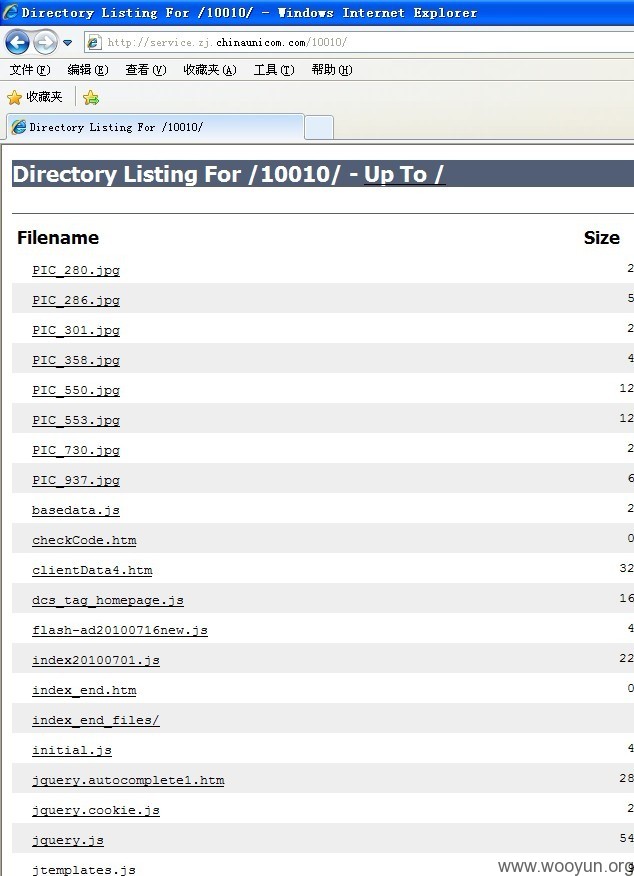 Directory Listing For /10010/ - Windows Internet Explorer
http://service.zj.chinaunicom.com/10010/
文件(F) 编辑(E) 查看(V) 收藏夹(A) 工具(T) 帮助(H)
收藏夹
Directory Listing For /10010/
Directory Listing For /10010/ - Up To /
Filename Size
PIC_280.jpg 2
PIC_286.jpg 5
PIC_301.jpg 2
PIC_358.jpg 4
PIC_550.jpg 12
PIC_553.jpg 12
PIC_730.jpg 2
PIC_937.jpg 6
basedata.js 2
checkCode.htm 0
clientData4.htm 32
dcs_tag_homepage.js 16
flash-ad20100716new.js 4
index20100701.js 22
index_end.htm 0
index_end_files/
initial.js 4
jquery.autocomplete1.htm 28
jquery.cookie.js 2
jquery.js 54
jtemplates.js
www.wooyun.org